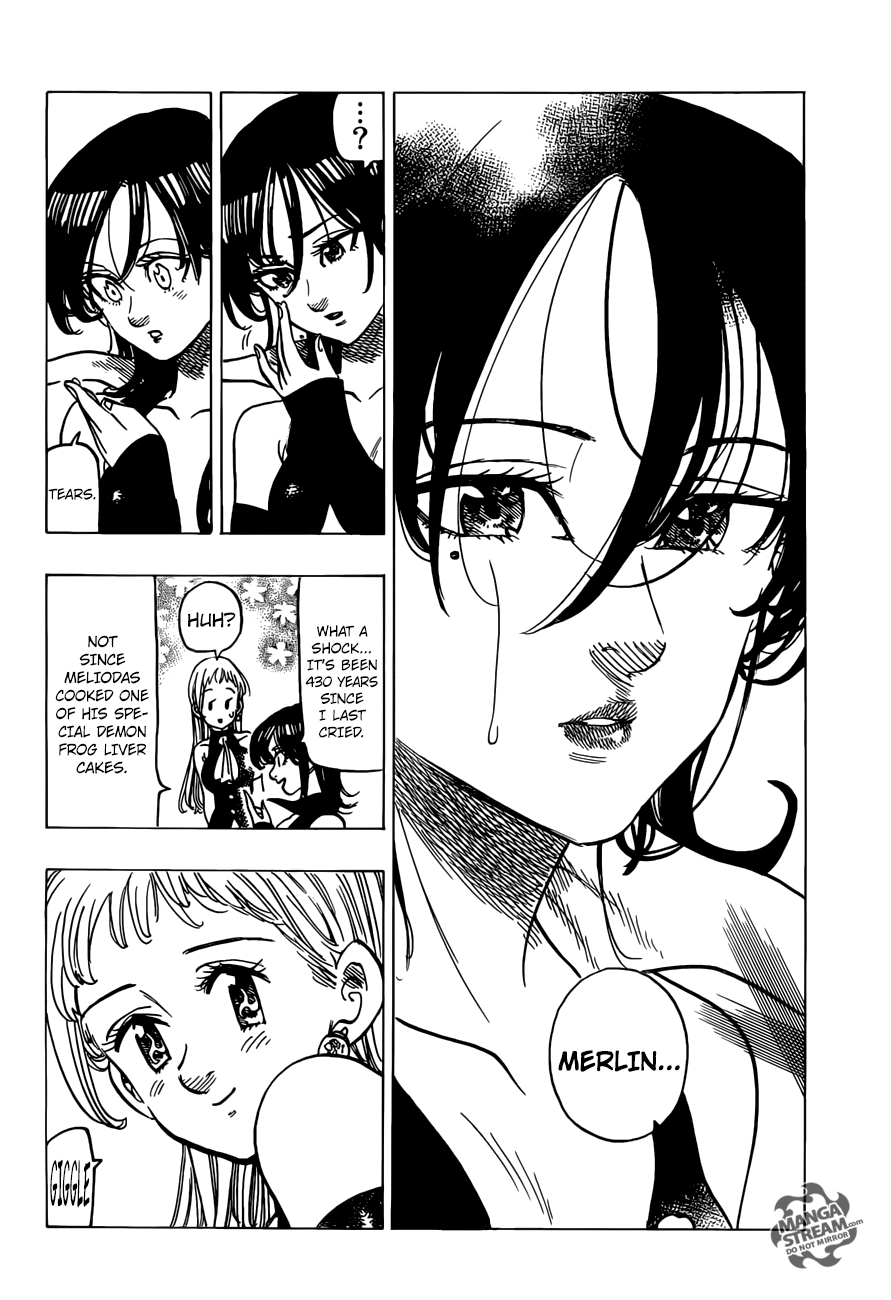 MERLIN...
...?
TEARS.
WHAT A
SHOCK...
IT'S BEEN
430 YEARS
SINCE
I LAST
CRIED.
HUH?
NOT
SINCE
MELIODAS
COOKED ONE
OF HIS SPE-
CIAL DEMON
FROG LIVER
CAKES.
GIGGLE
MANGA
STREAM.com
DO NOT MIRROR